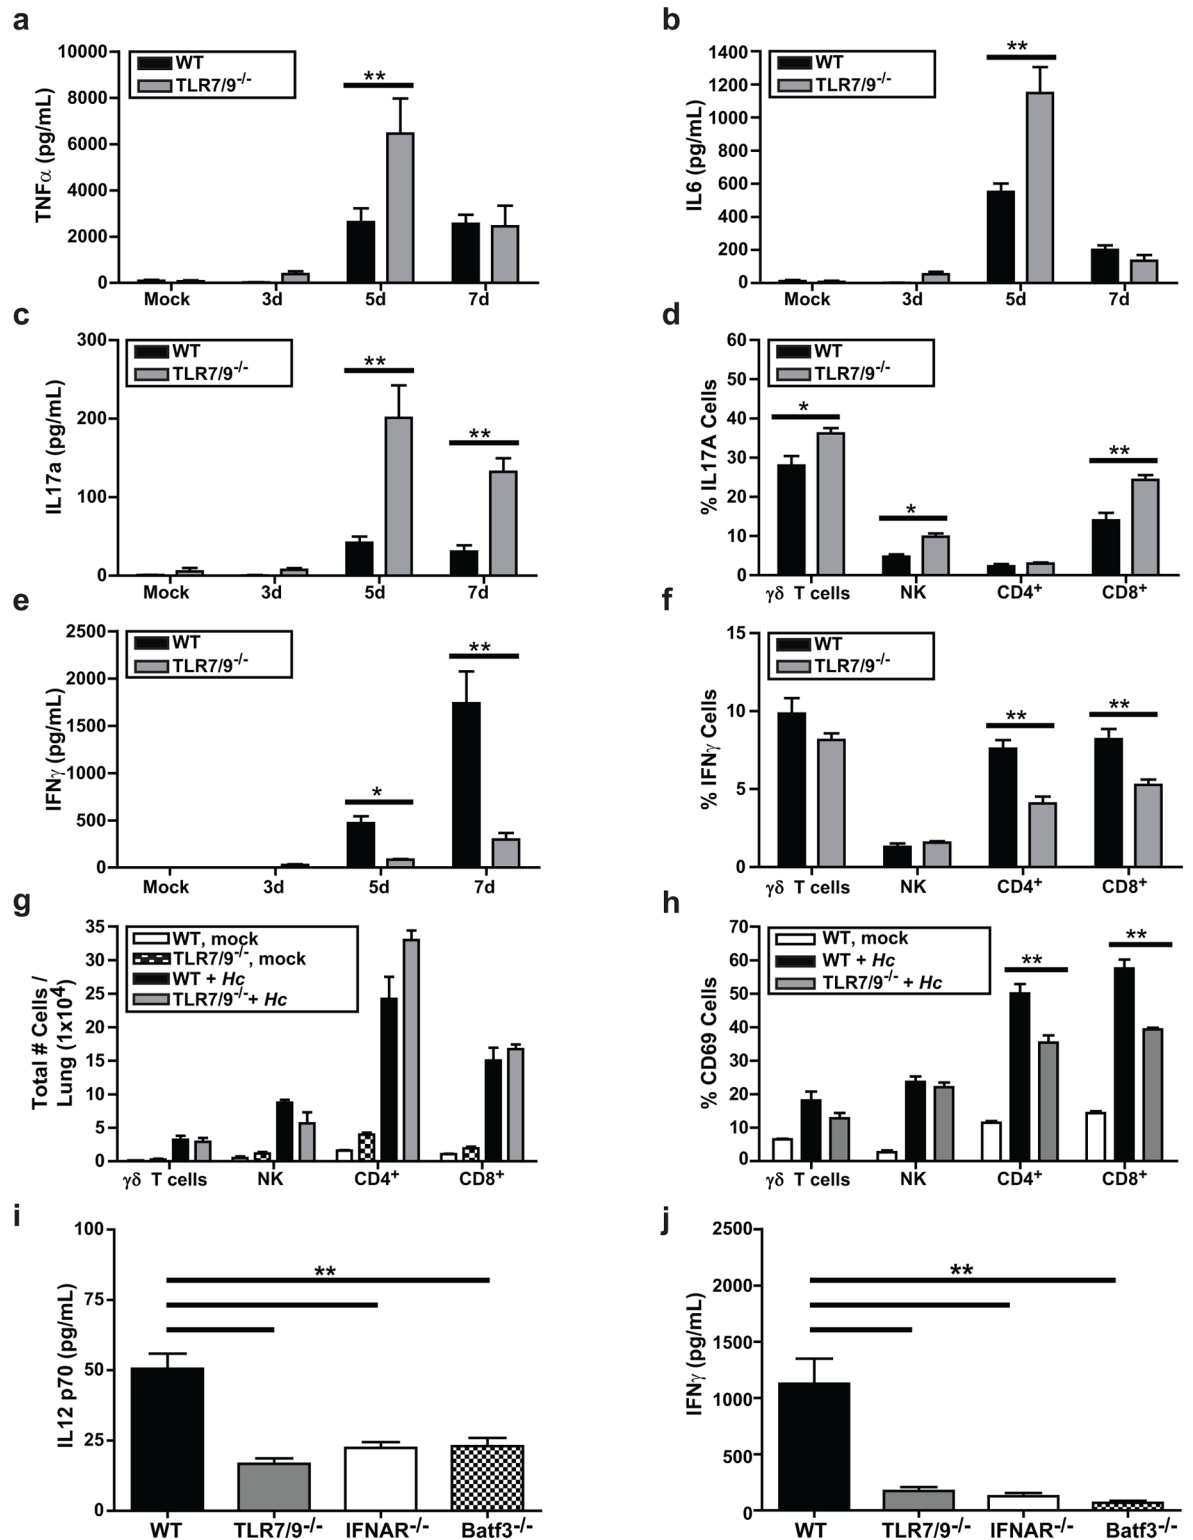 a
TNFα (pg/mL)
10000
8000
6000
4000
2000
0
WT
TLR7/9-/-
**
Mock 3d 5d 7d
b
IL6 (pg/mL)
1400
1200
1000
800
600
400
200
0
WT
TLR7/9-/-
**
Mock 3d 5d 7d
c
IL17a (pg/mL)
300
200
100
0
WT
TLR7/9-/-
**
**
Mock 3d 5d 7d
d
% IL17A Cells
60
50
40
30
20
10
0
WT
TLR7/9-/-
*
*
**
γδ T cells NK CD4+ CD8+
e
IFNγ (pg/mL)
2500
2000
1500
1000
500
0
WT
TLR7/9-/-
*
**
Mock 3d 5d 7d
f
% IFNγ Cells
15
10
5
0
WT
TLR7/9-/-
**
**
γδ T cells NK CD4+ CD8+
g
Total # Cells /
Lung (1x104)
35
30
25
20
15
10
5
0
WT, mock
TLR7/9-/-, mock
WT + Hc
TLR7/9-/-+ Hc
γδ T cells NK CD4+ CD8+
h
% CD69 Cells
70
60
50
40
30
20
10
0
WT, mock
WT + Hc
TLR7/9-/- + Hc
**
**
γδ T cells NK CD4+ CD8+
i
IL12 p70 (pg/mL)
100
75
50
25
0
**
WT TLR7/9-/- IFNAR-/- Batf3-/-
j
IFNγ (pg/mL)
2500
2000
1500
1000
500
0
**
WT TLR7/9-/- IFNAR-/- Batf3-/-